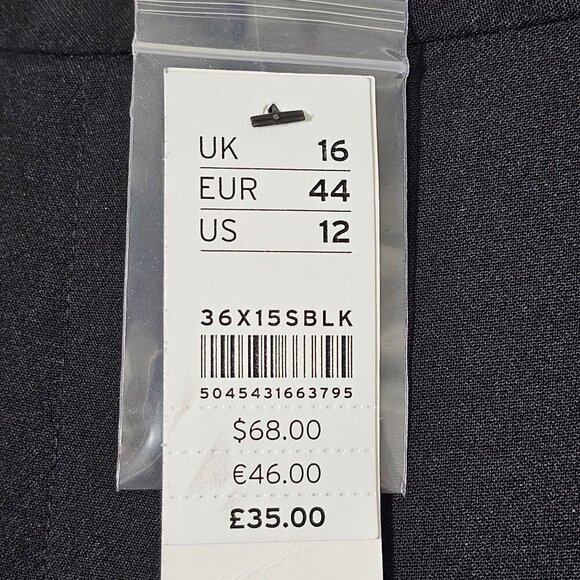 UK 16
EUR 44
US 12
36X15SBLK
5045431663795
$68.00
€46.00
£35.00